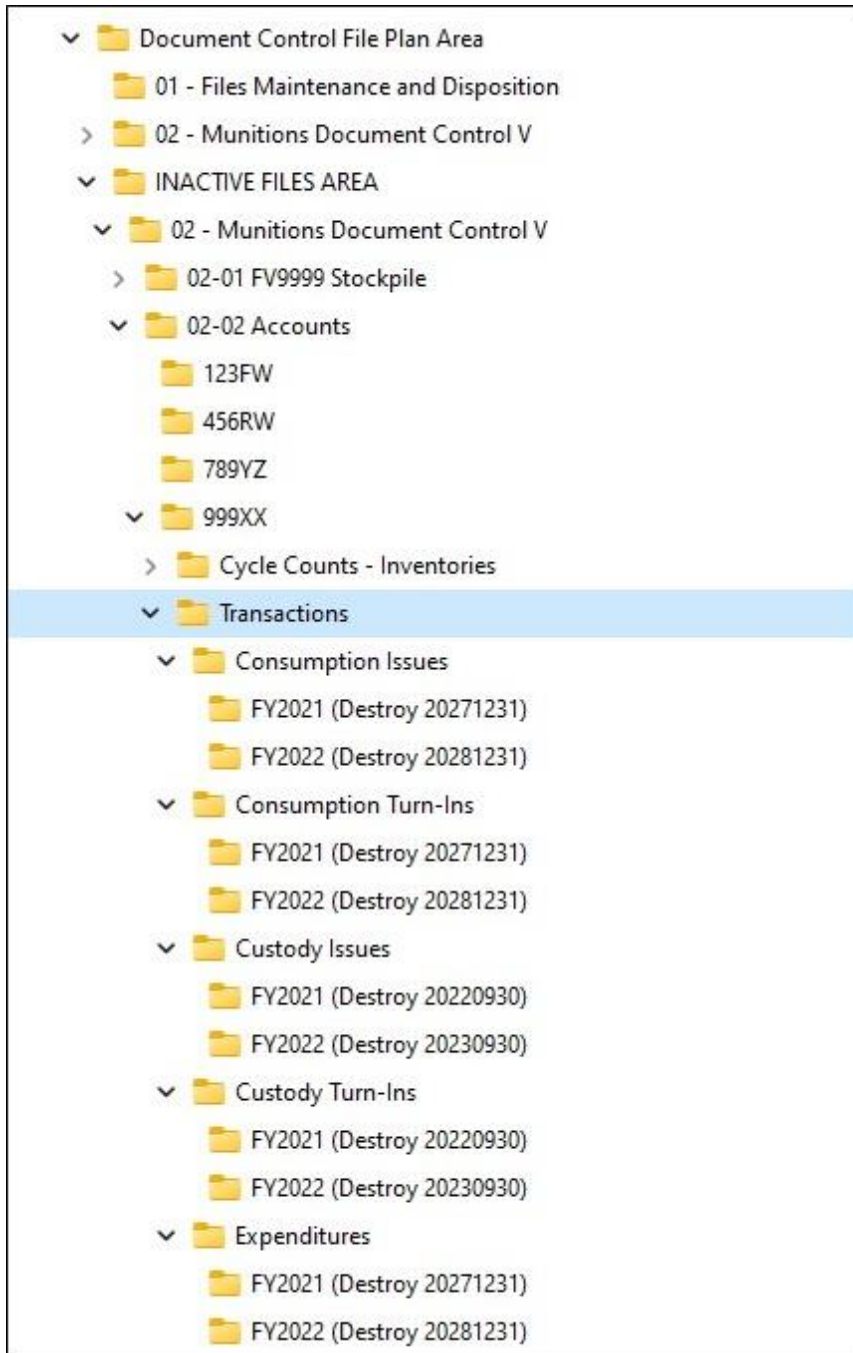 Document Control File Plan Area
01 - Files Maintenance and Disposition
02 - Munitions Document Control V
INACTIVE FILES AREA
02 - Munitions Document Control V
02-01 FV9999 Stockpile
02-02 Accounts
123FW
456RW
789YZ
999XX
Cycle Counts - Inventories
Transactions
Consumption Issues
FY2021 (Destroy 20271231)
FY2022 (Destroy 20281231)
Consumption Turn-Ins
FY2021 (Destroy 20271231)
FY2022 (Destroy 20281231)
Custody Issues
FY2021 (Destroy 20220930)
FY2022 (Destroy 20230930)
Custody Turn-Ins
FY2021 (Destroy 20220930)
FY2022 (Destroy 20230930)
Expenditures
FY2021 (Destroy 20271231)
FY2022 (Destroy 20281231)